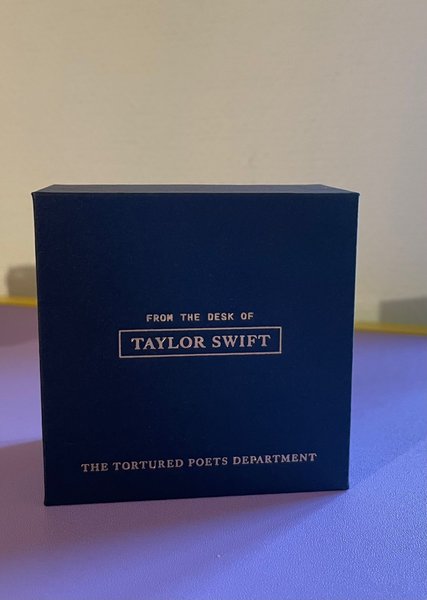 FROM THE DESK OF
TAYLOR SWIFT
THE TORTURED POETS DEPARTMENT